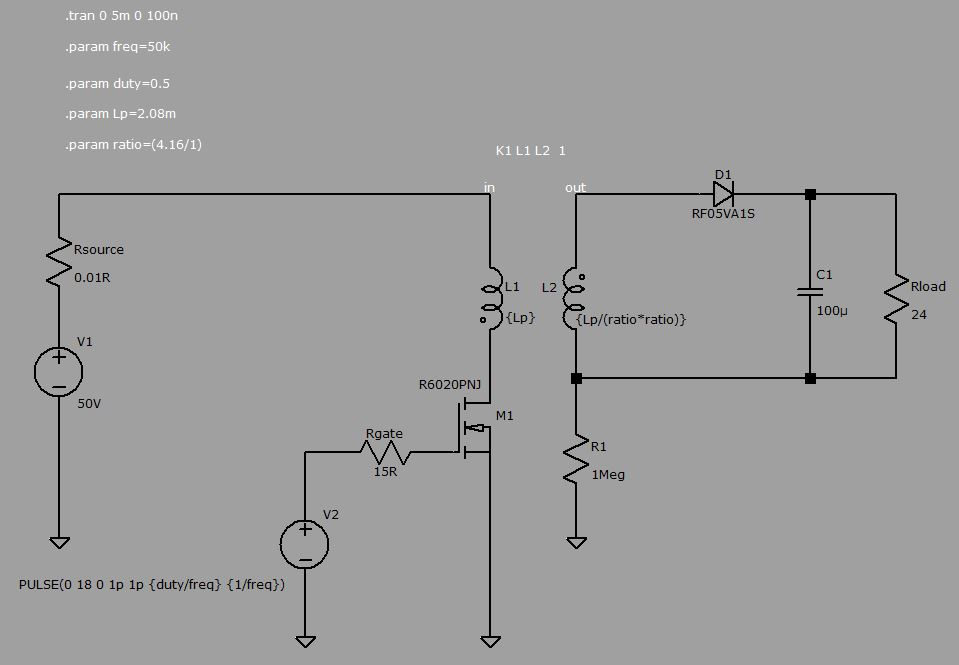 .tran 0 5m 0 100n
.param freq=50k
.param duty=0.5
.param Lp=2.08m
.param ratio=(4.16/1)
K1 L1 L2 1
in
out
D1
RF05VA1S
Rsource
0.01R
L1
{Lp}
L2
{Lp/(ratio*ratio)}
C1
100µ
Rload
24
V1
50V
R6020PNJ
M1
Rgate
15R
R1
1Meg
V2
PULSE(0 18 0 1p 1p {duty/freq} {1/freq})